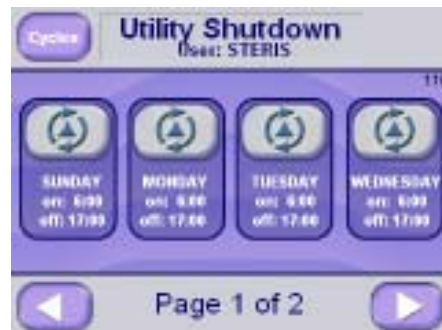 Cycles
Utility Shutdown
User: STERIS
SUNDAY
on: 6:00
off: 17:00
MONDAY
on: 6:00
off: 17:00
TUESDAY
on: 6:00
off: 17:00
WEDNESDAY
on: 6:00
off: 17:00
Page 1 of 2